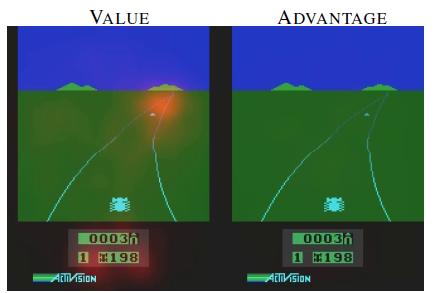 VALUE ADVANTAGE
0003 0003
1 198 1 198
ACTIVISION ACTIVISION